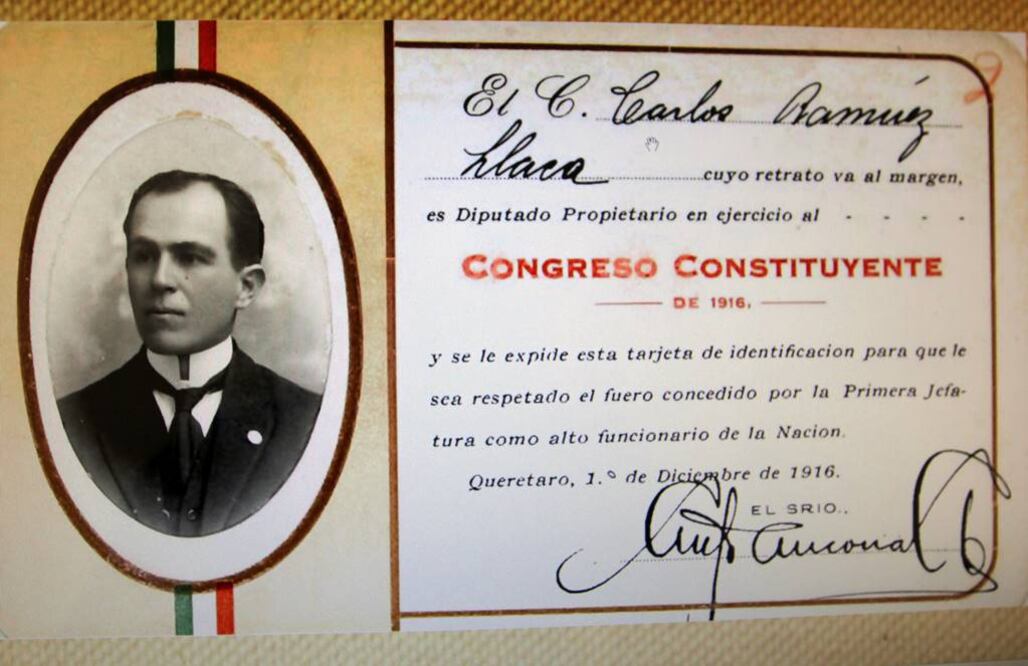 El C. Carlos Ramírez
Llaca cuyo retrato va al margen,
es Diputado Propietario en ejercicio al - - - -
CONGRESO CONSTITUYENTE
DE 1916.
y se le expide esta tarjeta de identificacion para que le
sea respetado el fuero concedido por la Primera Jefa-
tura como alto funcionario de la Nacion.
Queretaro, 1.º de Diciembre de 1916.
EL SRIO.,
Ancona